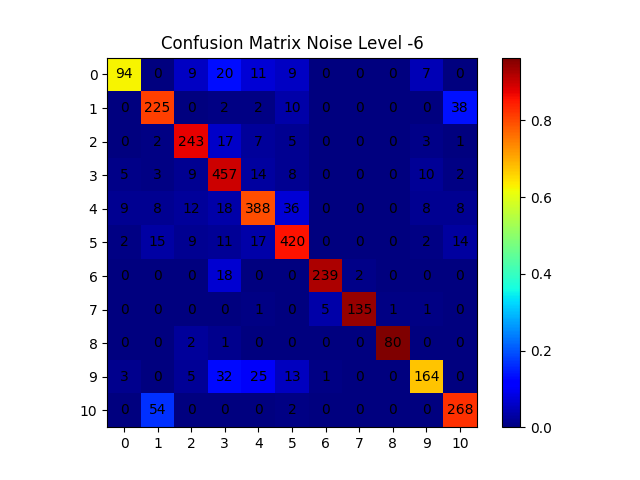 Confusion Matrix Noise Level -6
0 94 0 9 20 11 9 0 0 0 7 0
1 0 225 0 2 2 10 0 0 0 0 38
2 0 2 243 17 7 5 0 0 0 3 1
3 5 3 9 457 14 8 0 0 0 10 2
4 9 8 12 18 388 36 0 0 0 8 8
5 2 15 9 11 17 420 0 0 0 2 14
6 0 0 0 18 0 0 239 2 0 0 0
7 0 0 0 0 1 0 5 135 1 1 0
8 0 0 2 1 0 0 0 0 80 0 0
9 3 0 5 32 25 13 1 0 0 164 0
10 0 54 0 0 0 2 0 0 0 0 268
0 1 2 3 4 5 6 7 8 9 10
0.8
0.6
0.4
0.2
0.0